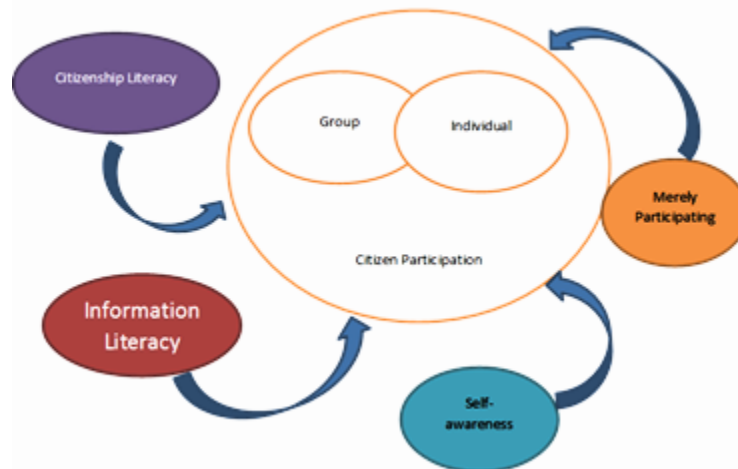 Citizenship Literacy
Group
Individual
Merely
Participating
Citizen Participation
Information
Literacy
Self-
awareness